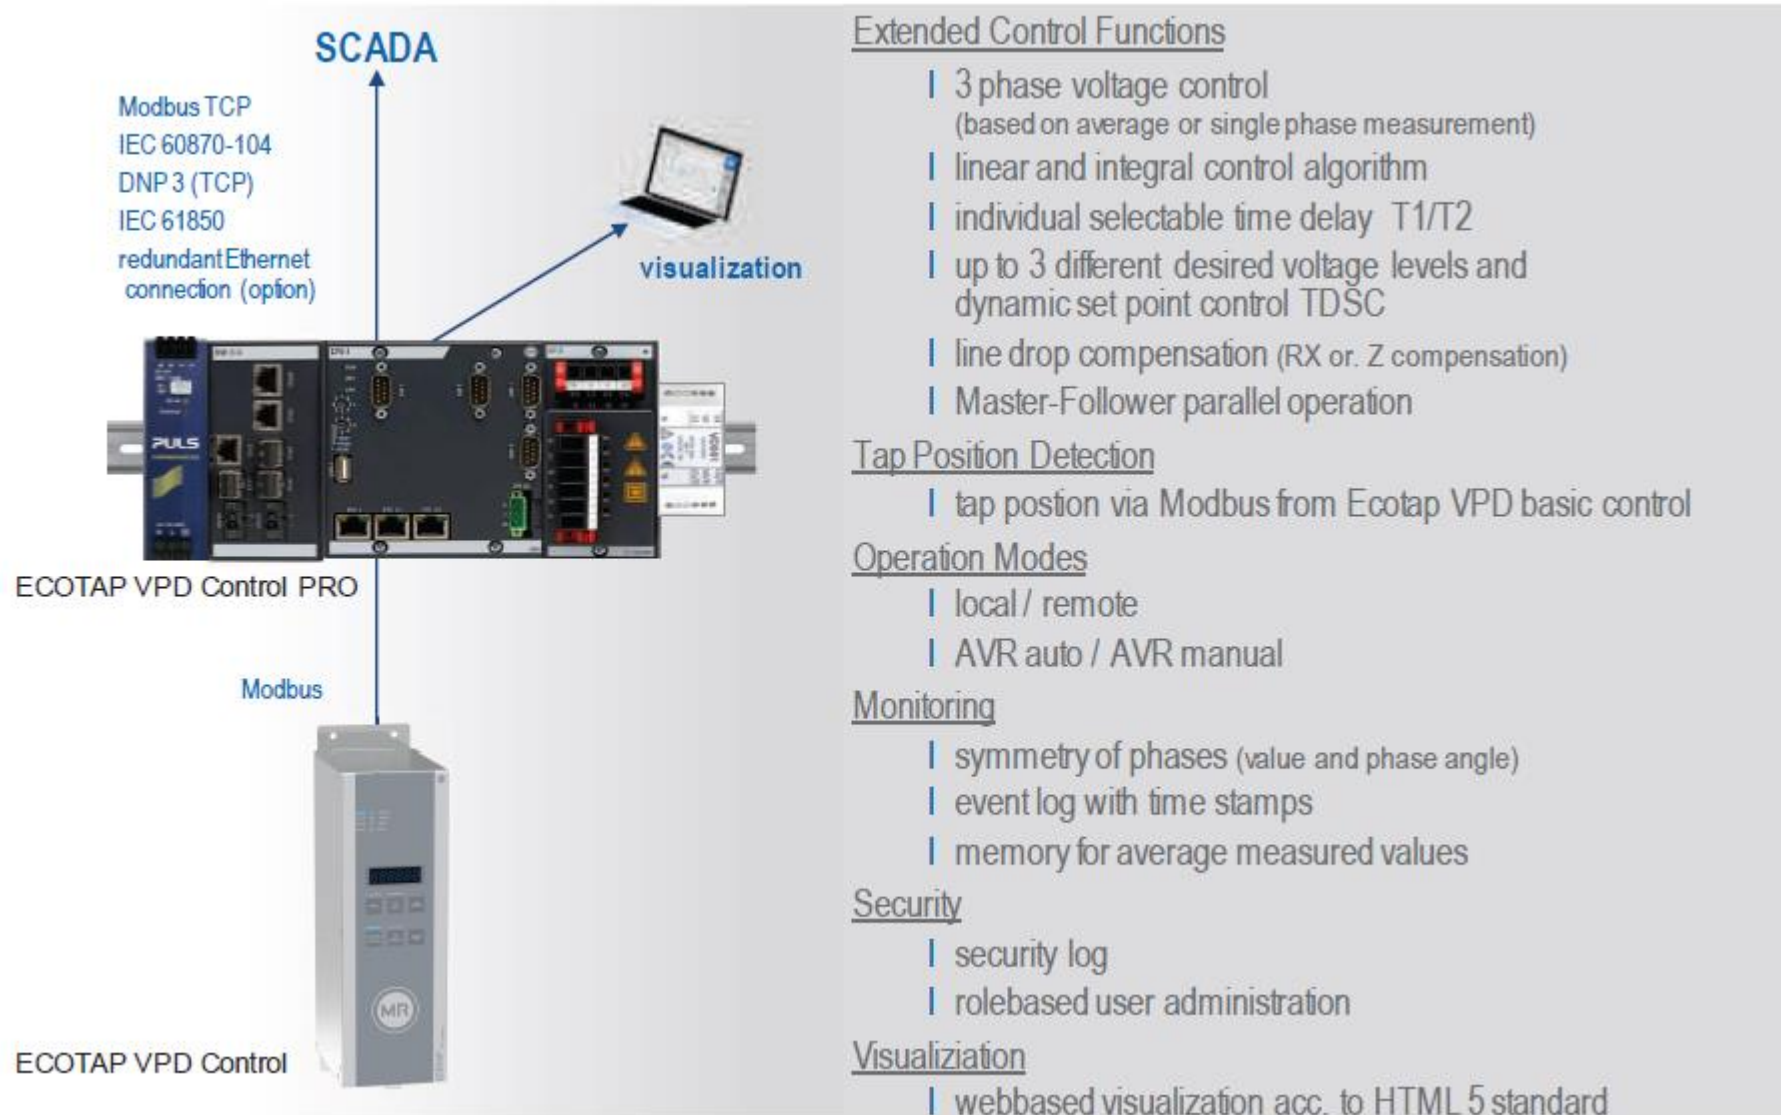 SCADA
Modbus TCP
IEC 60870-104
DNP 3 (TCP)
IEC 61850
redundant Ethernet
connection (option)
visualization
PULS
ECOTAP VPD Control PRO
Modbus
MR
ECOTAP VPD Control
Extended Control Functions
3 phase voltage control
(based on average or single phase measurement)
linear and integral control algorithm
individual selectable time delay T1/T2
up to 3 different desired voltage levels and
dynamic set point control TDSC
line drop compensation (RX or. Z compensation)
Master-Follower parallel operation
Tap Position Detection
tap postion via Modbus from Ecotap VPD basic control
Operation Modes
local / remote
AVR auto / AVR manual
Monitoring
symmetry of phases (value and phase angle)
event log with time stamps
memory for average measured values
Security
security log
rolebased user administration
Visualiziation
webbased visualization acc. to HTML 5 standard